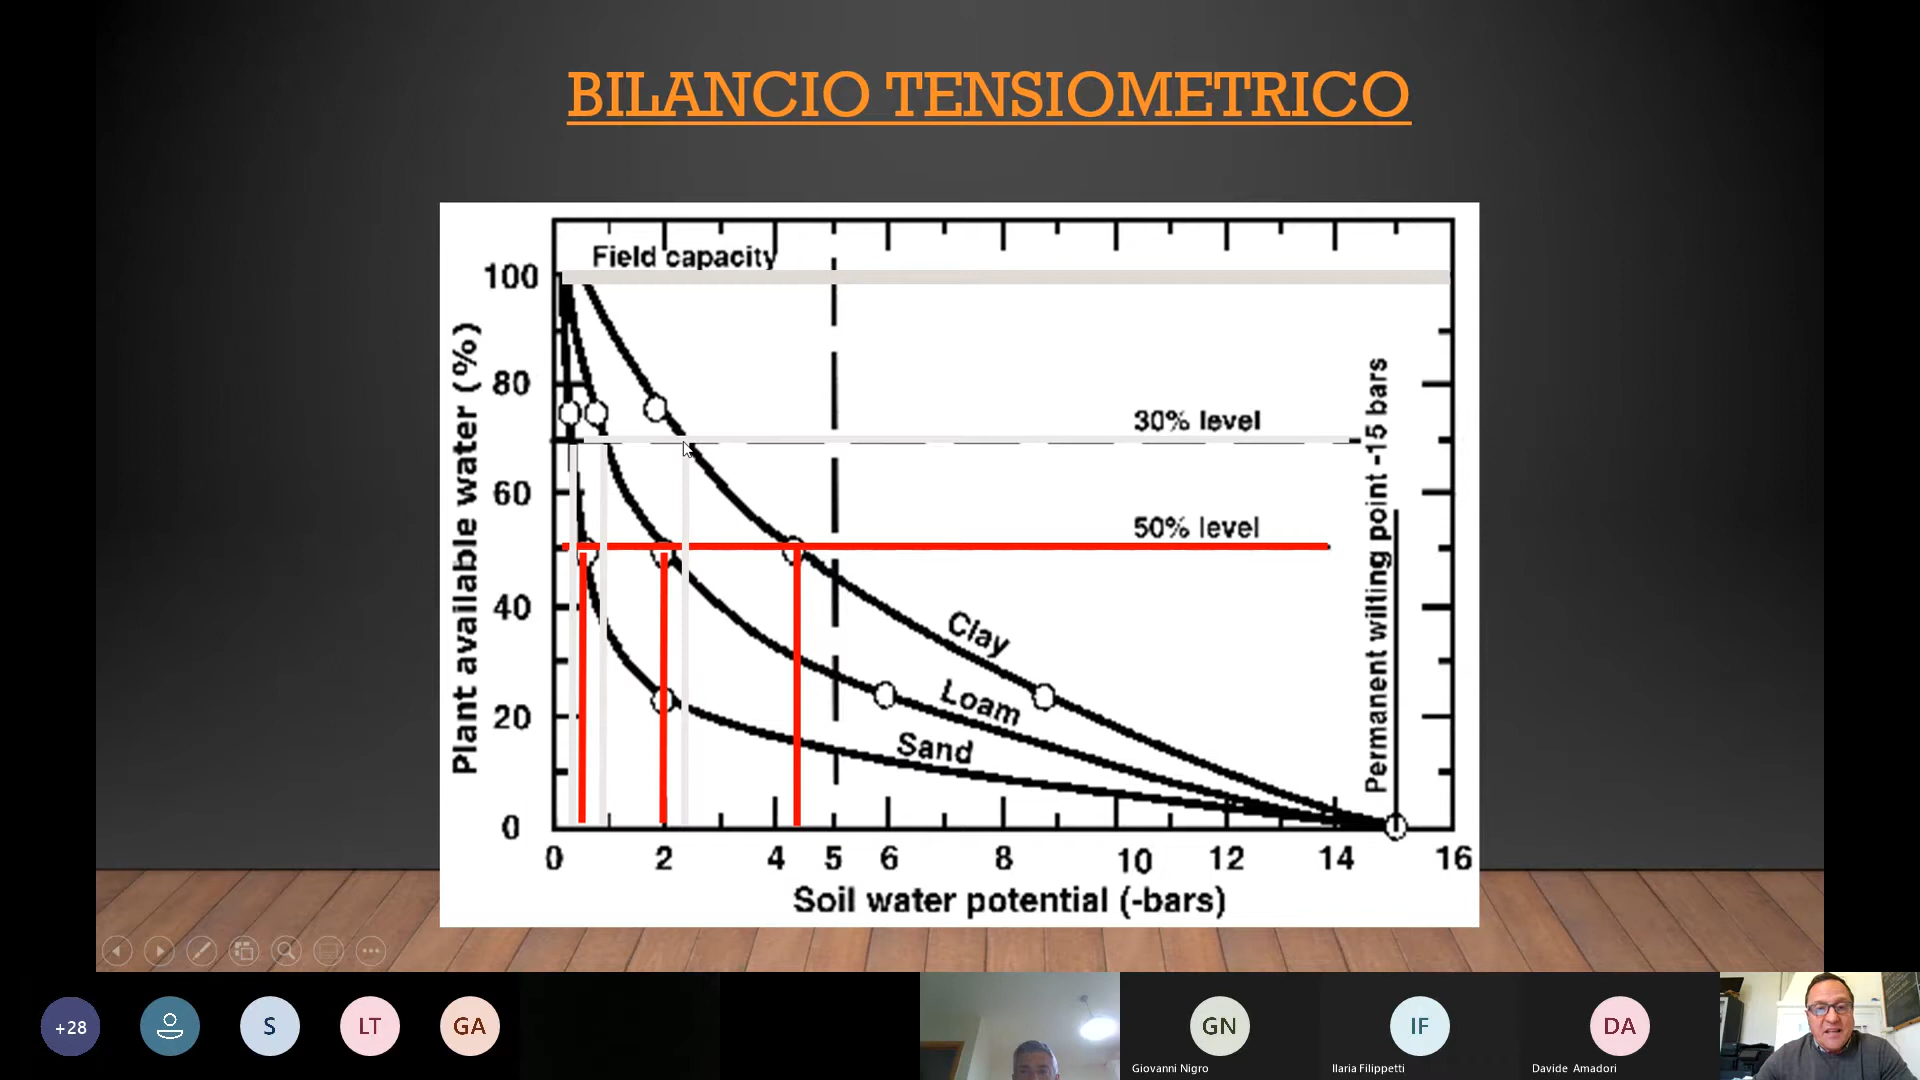 BILANCIO TENSIOMETRICO
Field capacity
100
80
60
40
20
0
Plant available water (%)
30% level
50% level
Clay
Loam
Sand
Permanent wilting point -15 bars
0 2 4 5 6 8 10 12 14 16
Soil water potential (-bars)
+28
S
LT
GA
GN
Giovanni Nigro
IF
Ilaria Filippetti
DA
Davide Amadori